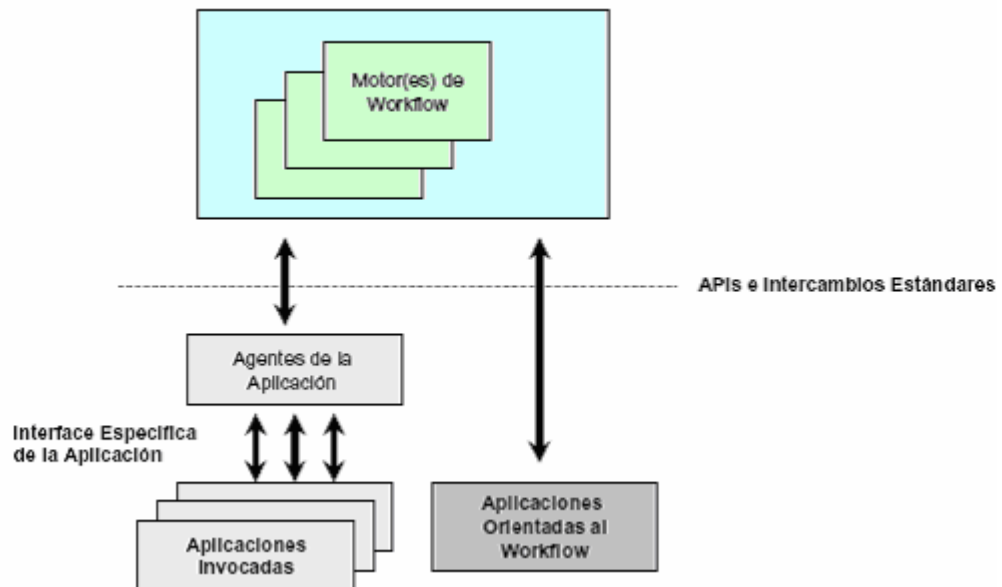 Motor(es) de
Workflow
APIs e Intercambios Estándares
Agentes de la
Aplicación
Interface Especifica
de la Aplicación
Aplicaciones
Invocadas
Aplicaciones
Orientadas al
Workflow